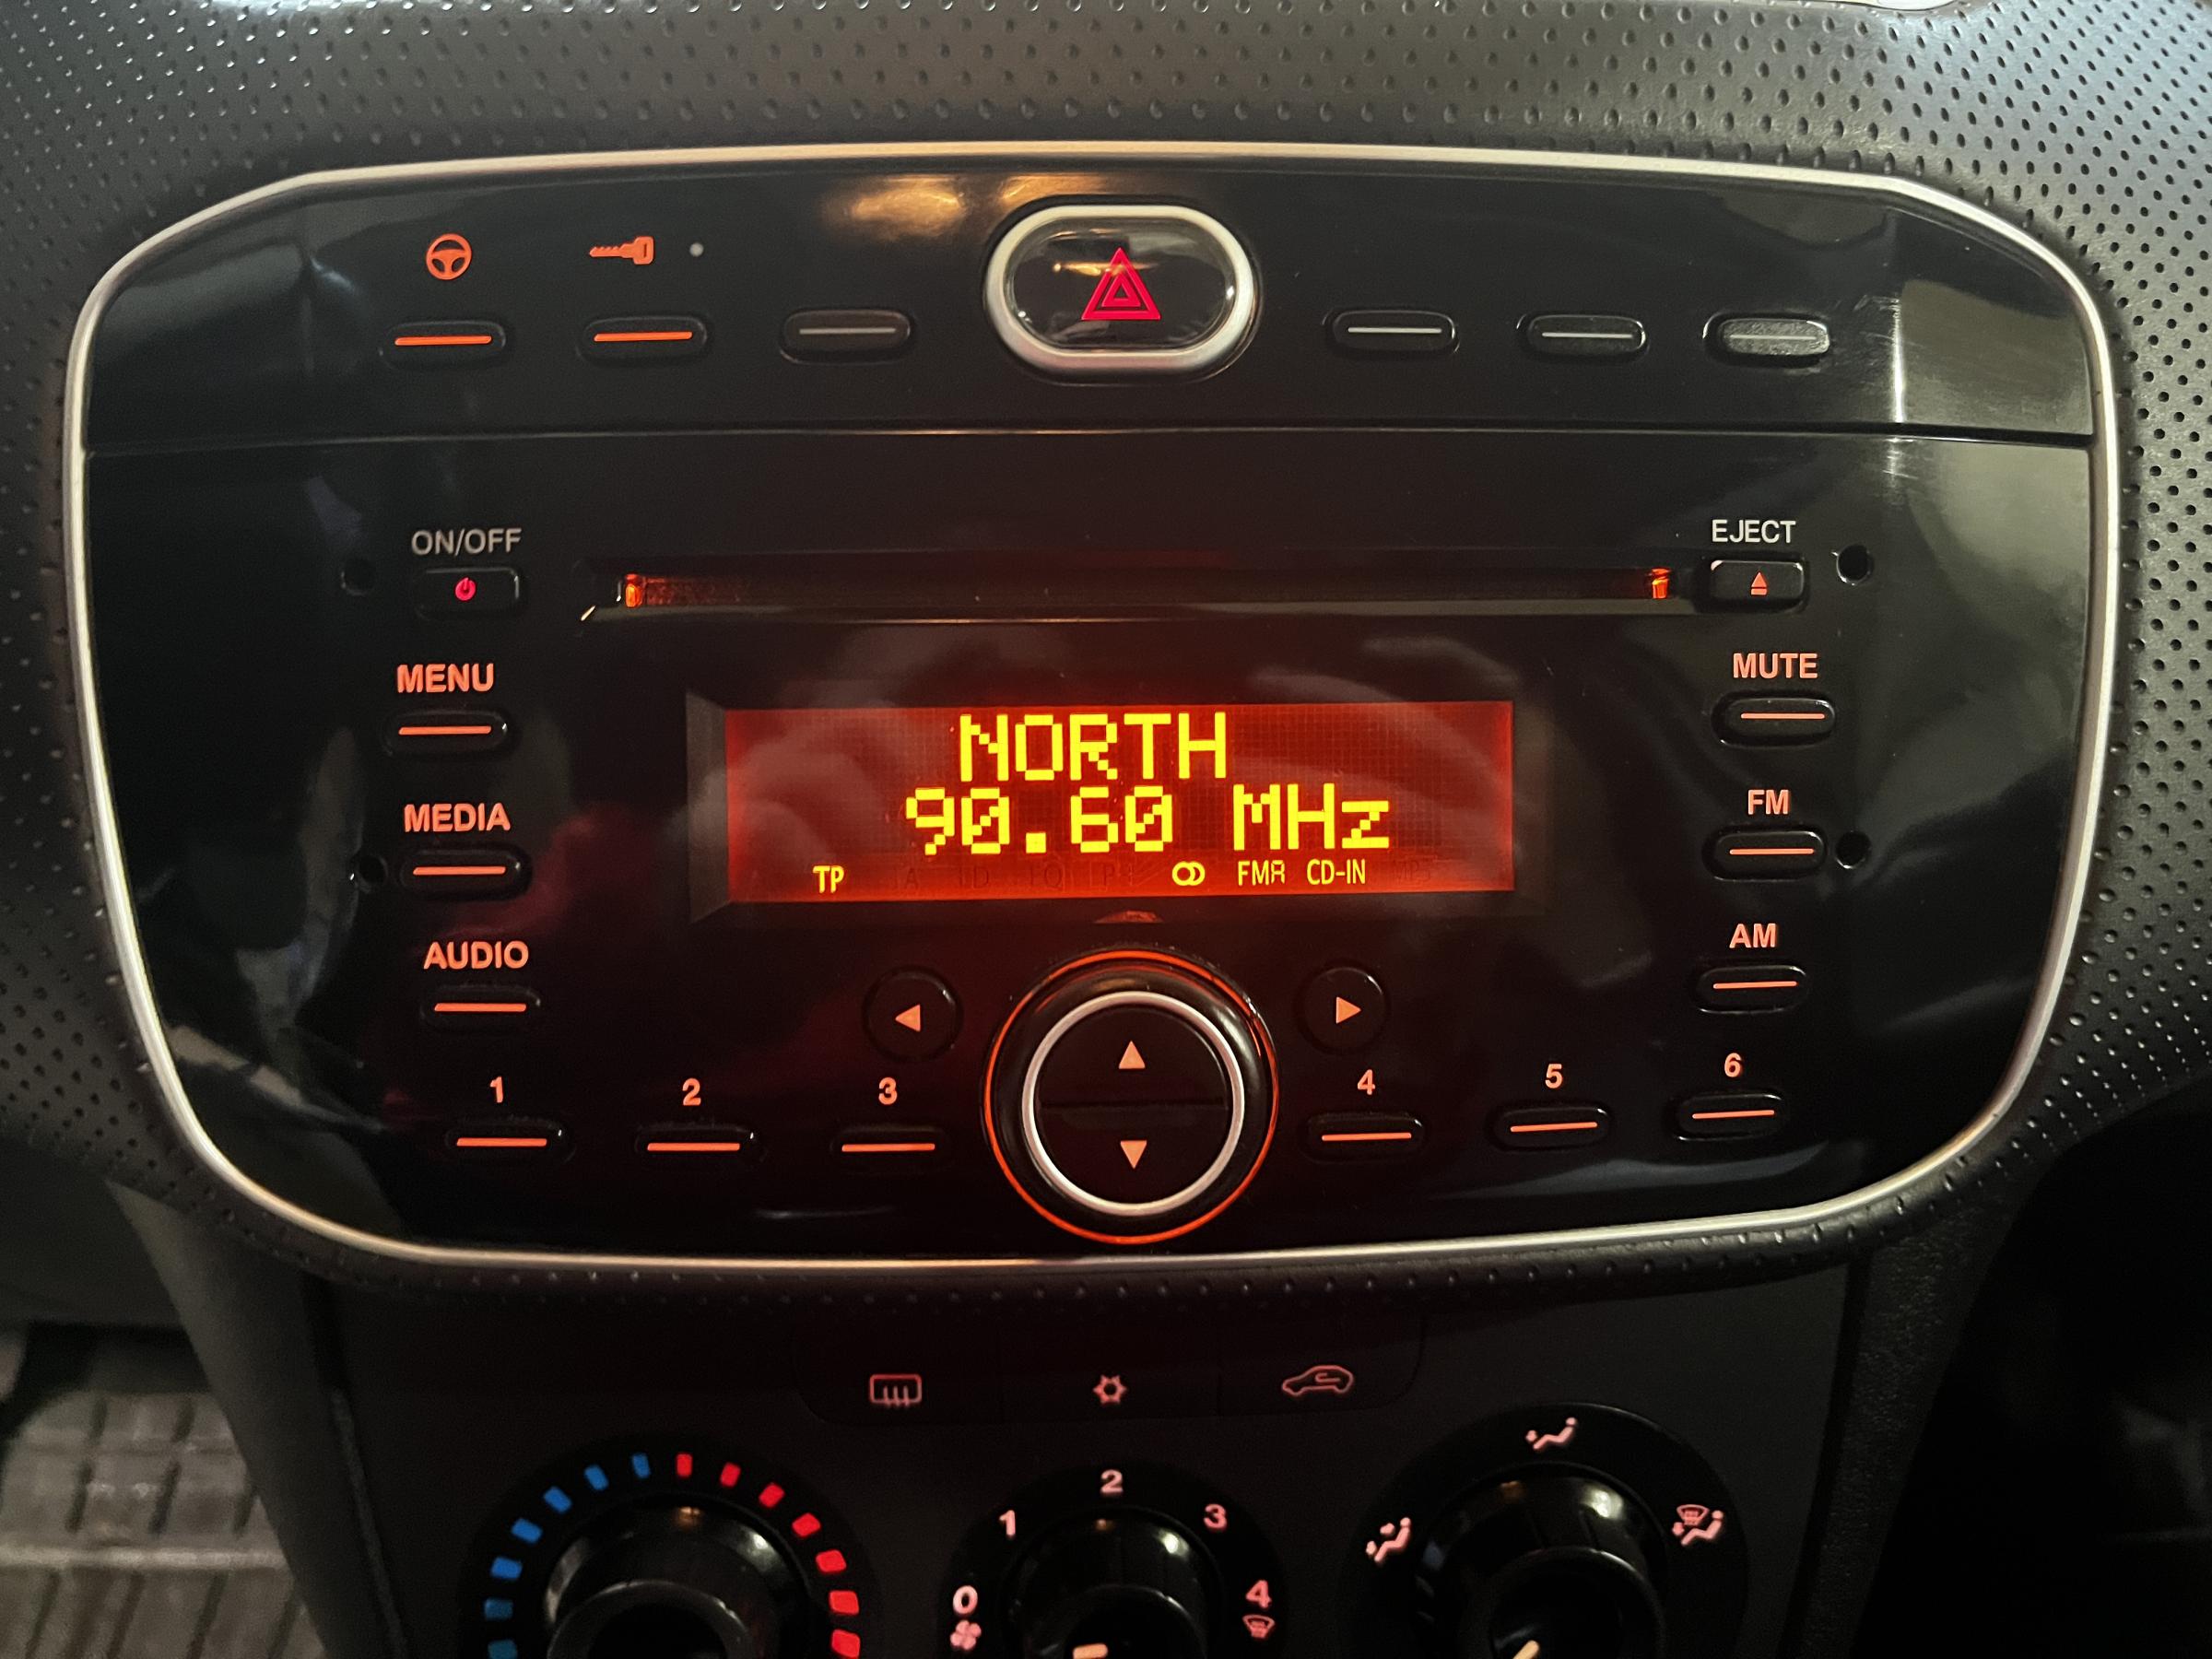 ON/OFF
EJECT
MENU
MUTE
NORTH
90.60 MHz
MEDIA
FM
TP
FMA CD-IN
AUDIO
AM
1 2 3 4 5 6
2
1 3
0 4